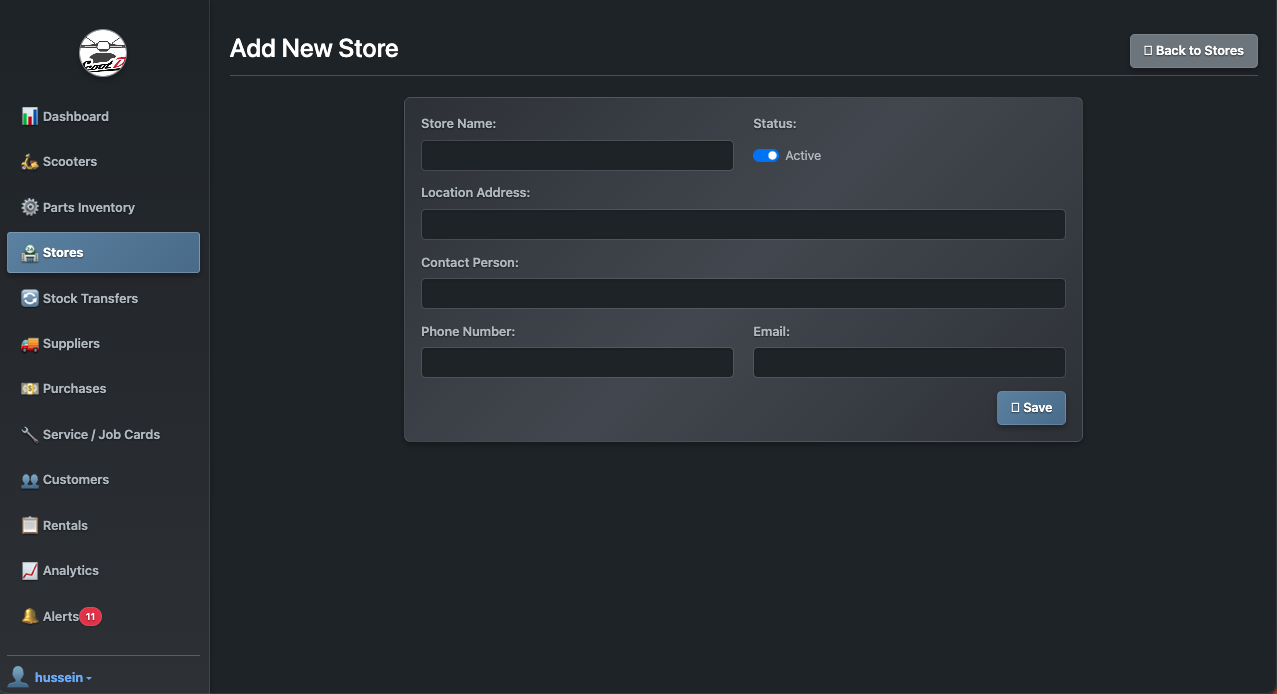 Cool D
Add New Store
Back to Stores
Dashboard
Scooters
Parts Inventory
Stores
Stock Transfers
Suppliers
Purchases
Service / Job Cards
Customers
Rentals
Analytics
Alerts 11
hussein
Store Name:
Status:
Active
Location Address:
Contact Person:
Phone Number:
Email:
Save